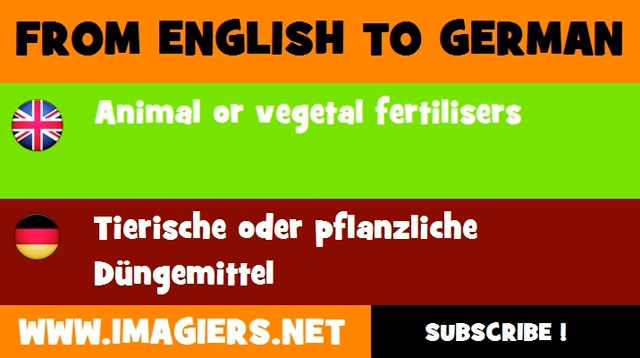 FROM ENGLISH TO GERMAN
Animal or vegetal fertilisers
Tierische oder pflanzliche
Düngemittel
WWW.IMAGIERS.NET
SUBSCRIBE !